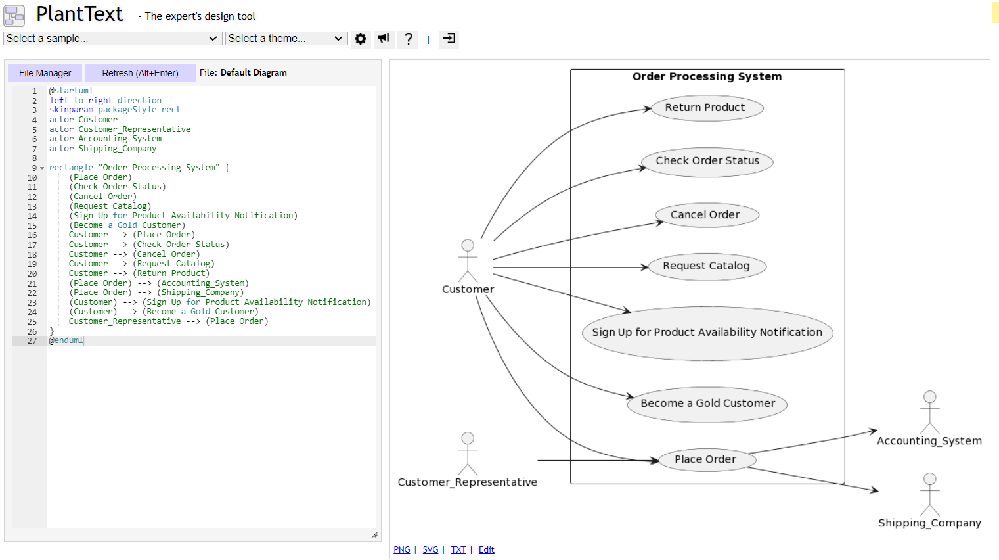 PlantText - The expert's design tool
Select a sample... Select a theme... ? |
File Manager Refresh (Alt+Enter) File: Default Diagram
1 @startuml
2 left to right direction
3 skinparam packageStyle rect
4 actor Customer
5 actor Customer_Representative
6 actor Accounting_System
7 actor Shipping_Company
8
9 rectangle "Order Processing System" {
10 (Place Order)
11 (Check Order Status)
12 (Cancel Order)
13 (Request Catalog)
14 (Sign Up for Product Availability Notification)
15 (Become a Gold Customer)
16 Customer --> (Place Order)
17 Customer --> (Check Order Status)
18 Customer --> (Cancel Order)
19 Customer --> (Request Catalog)
20 Customer --> (Return Product)
21 (Place Order) --> (Accounting_System)
22 (Place Order) --> (Shipping_Company)
23 (Customer) --> (Sign Up for Product Availability Notification)
24 (Customer) --> (Become a Gold Customer)
25 Customer_Representative --> (Place Order)
26 }
27 @enduml
Order Processing System
Return Product
Check Order Status
Cancel Order
Request Catalog
Customer
Sign Up for Product Availability Notification
Become a Gold Customer
Accounting_System
Place Order
Customer_Representative
Shipping_Company
PNG | SVG | TXT | Edit